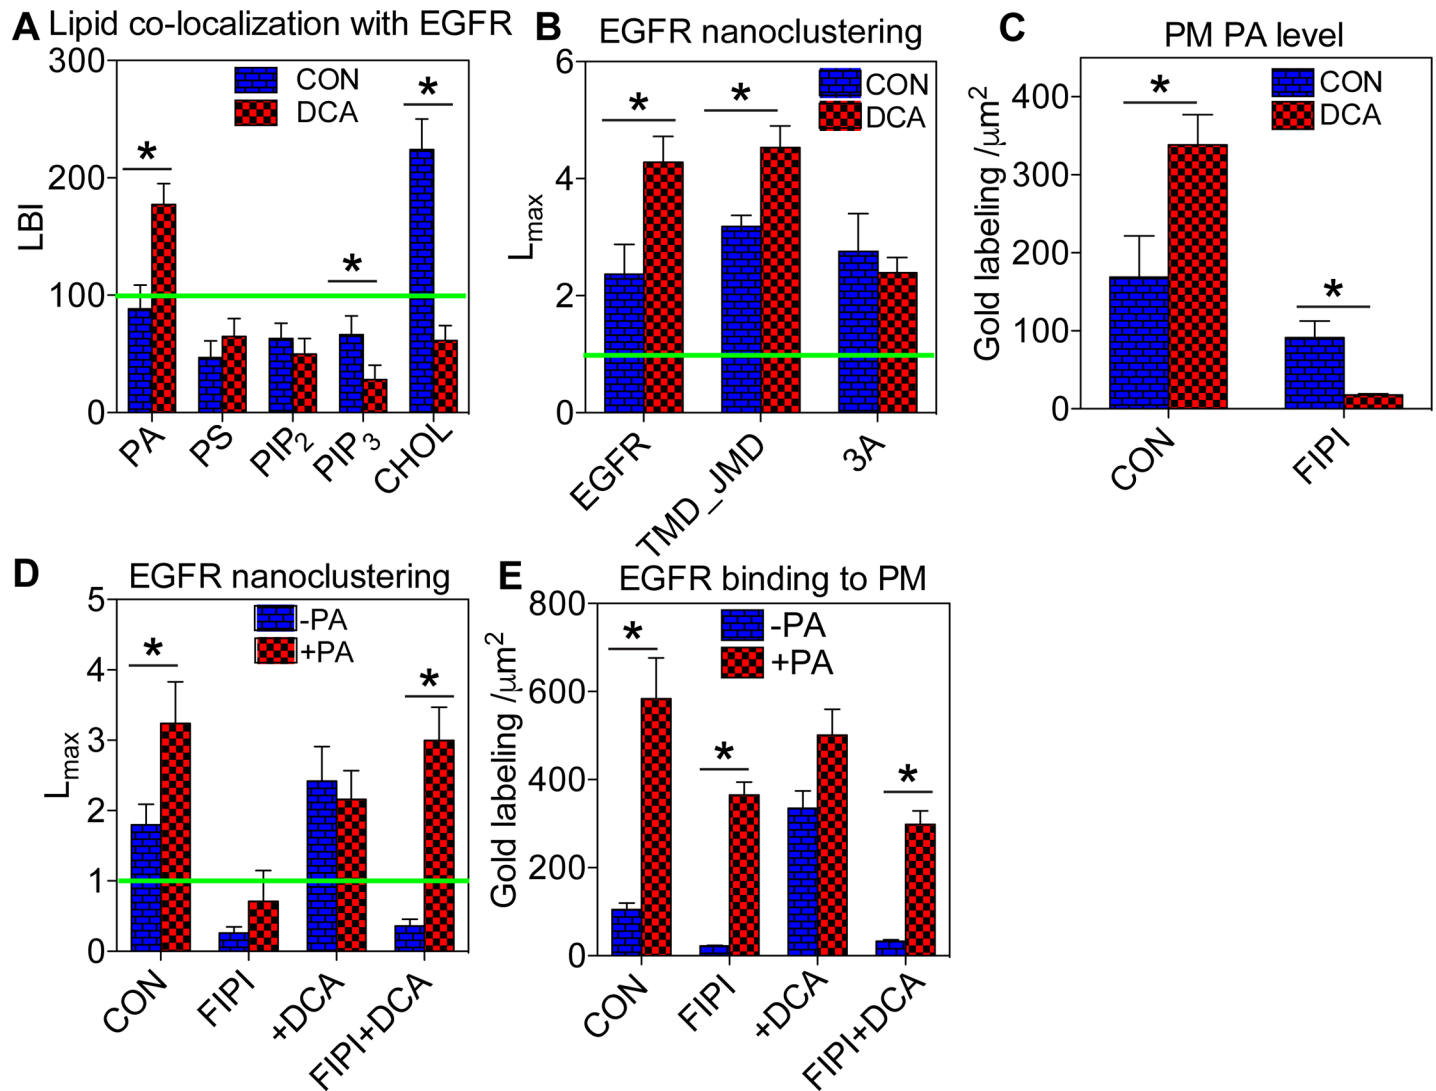 A Lipid co-localization with EGFR
300
200
100
0
LBI
CON
DCA
*
*
*
PA
PS
PIP2
PIP3
CHOL
B EGFR nanoclustering
6
4
2
0
Lmax
CON
DCA
*
*
EGFR
TMD_JMD
3A
C PM PA level
400
300
200
100
0
Gold labeling /μm2
CON
DCA
*
*
CON
FIPI
D EGFR nanoclustering
5
4
3
2
1
0
Lmax
-PA
+PA
*
*
CON
FIPI
+DCA
FIPI+DCA
E EGFR binding to PM
800
600
400
200
0
Gold labeling /μm2
-PA
+PA
*
*
*
CON
FIPI
+DCA
FIPI+DCA